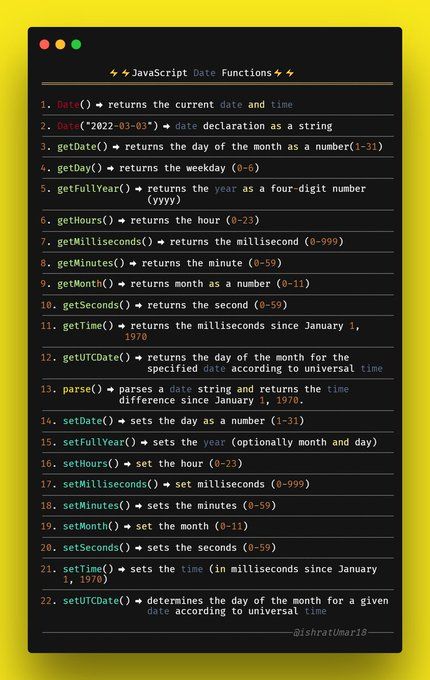 ⚡⚡JavaScript Date Functions⚡⚡
1. Date() ➡ returns the current date and time
2. Date("2022-03-03") ➡ date declaration as a string
3. getDate() ➡ returns the day of the month as a number(1-31)
4. getDay() ➡ returns the weekday (0-6)
5. getFullYear() ➡ returns the year as a four-digit number
(yyyy)
6. getHours() ➡ returns the hour (0-23)
7. getMilliseconds() ➡ returns the millisecond (0-999)
8. getMinutes() ➡ returns the minute (0-59)
9. getMonth() ➡ returns month as a number (0-11)
10. getSeconds() ➡ returns the second (0-59)
11. getTime() ➡ returns the milliseconds since January 1,
1970
12. getUTCDate() ➡ returns the day of the month for the
specified date according to universal time
13. parse() ➡ parses a date string and returns the time
difference since January 1, 1970.
14. setDate() ➡ sets the day as a number (1-31)
15. setFullYear() ➡ sets the year (optionally month and day)
16. setHours() ➡ set the hour (0-23)
17. setMilliseconds() ➡ set milliseconds (0-999)
18. setMinutes() ➡ sets the minutes (0-59)
19. setMonth() ➡ set the month (0-11)
20. setSeconds() ➡ sets the seconds (0-59)
21. setTime() ➡ sets the time (in milliseconds since January
1, 1970)
22. setUTCDate() ➡ determines the day of the month for a given
date according to universal time
@ishratUmar18